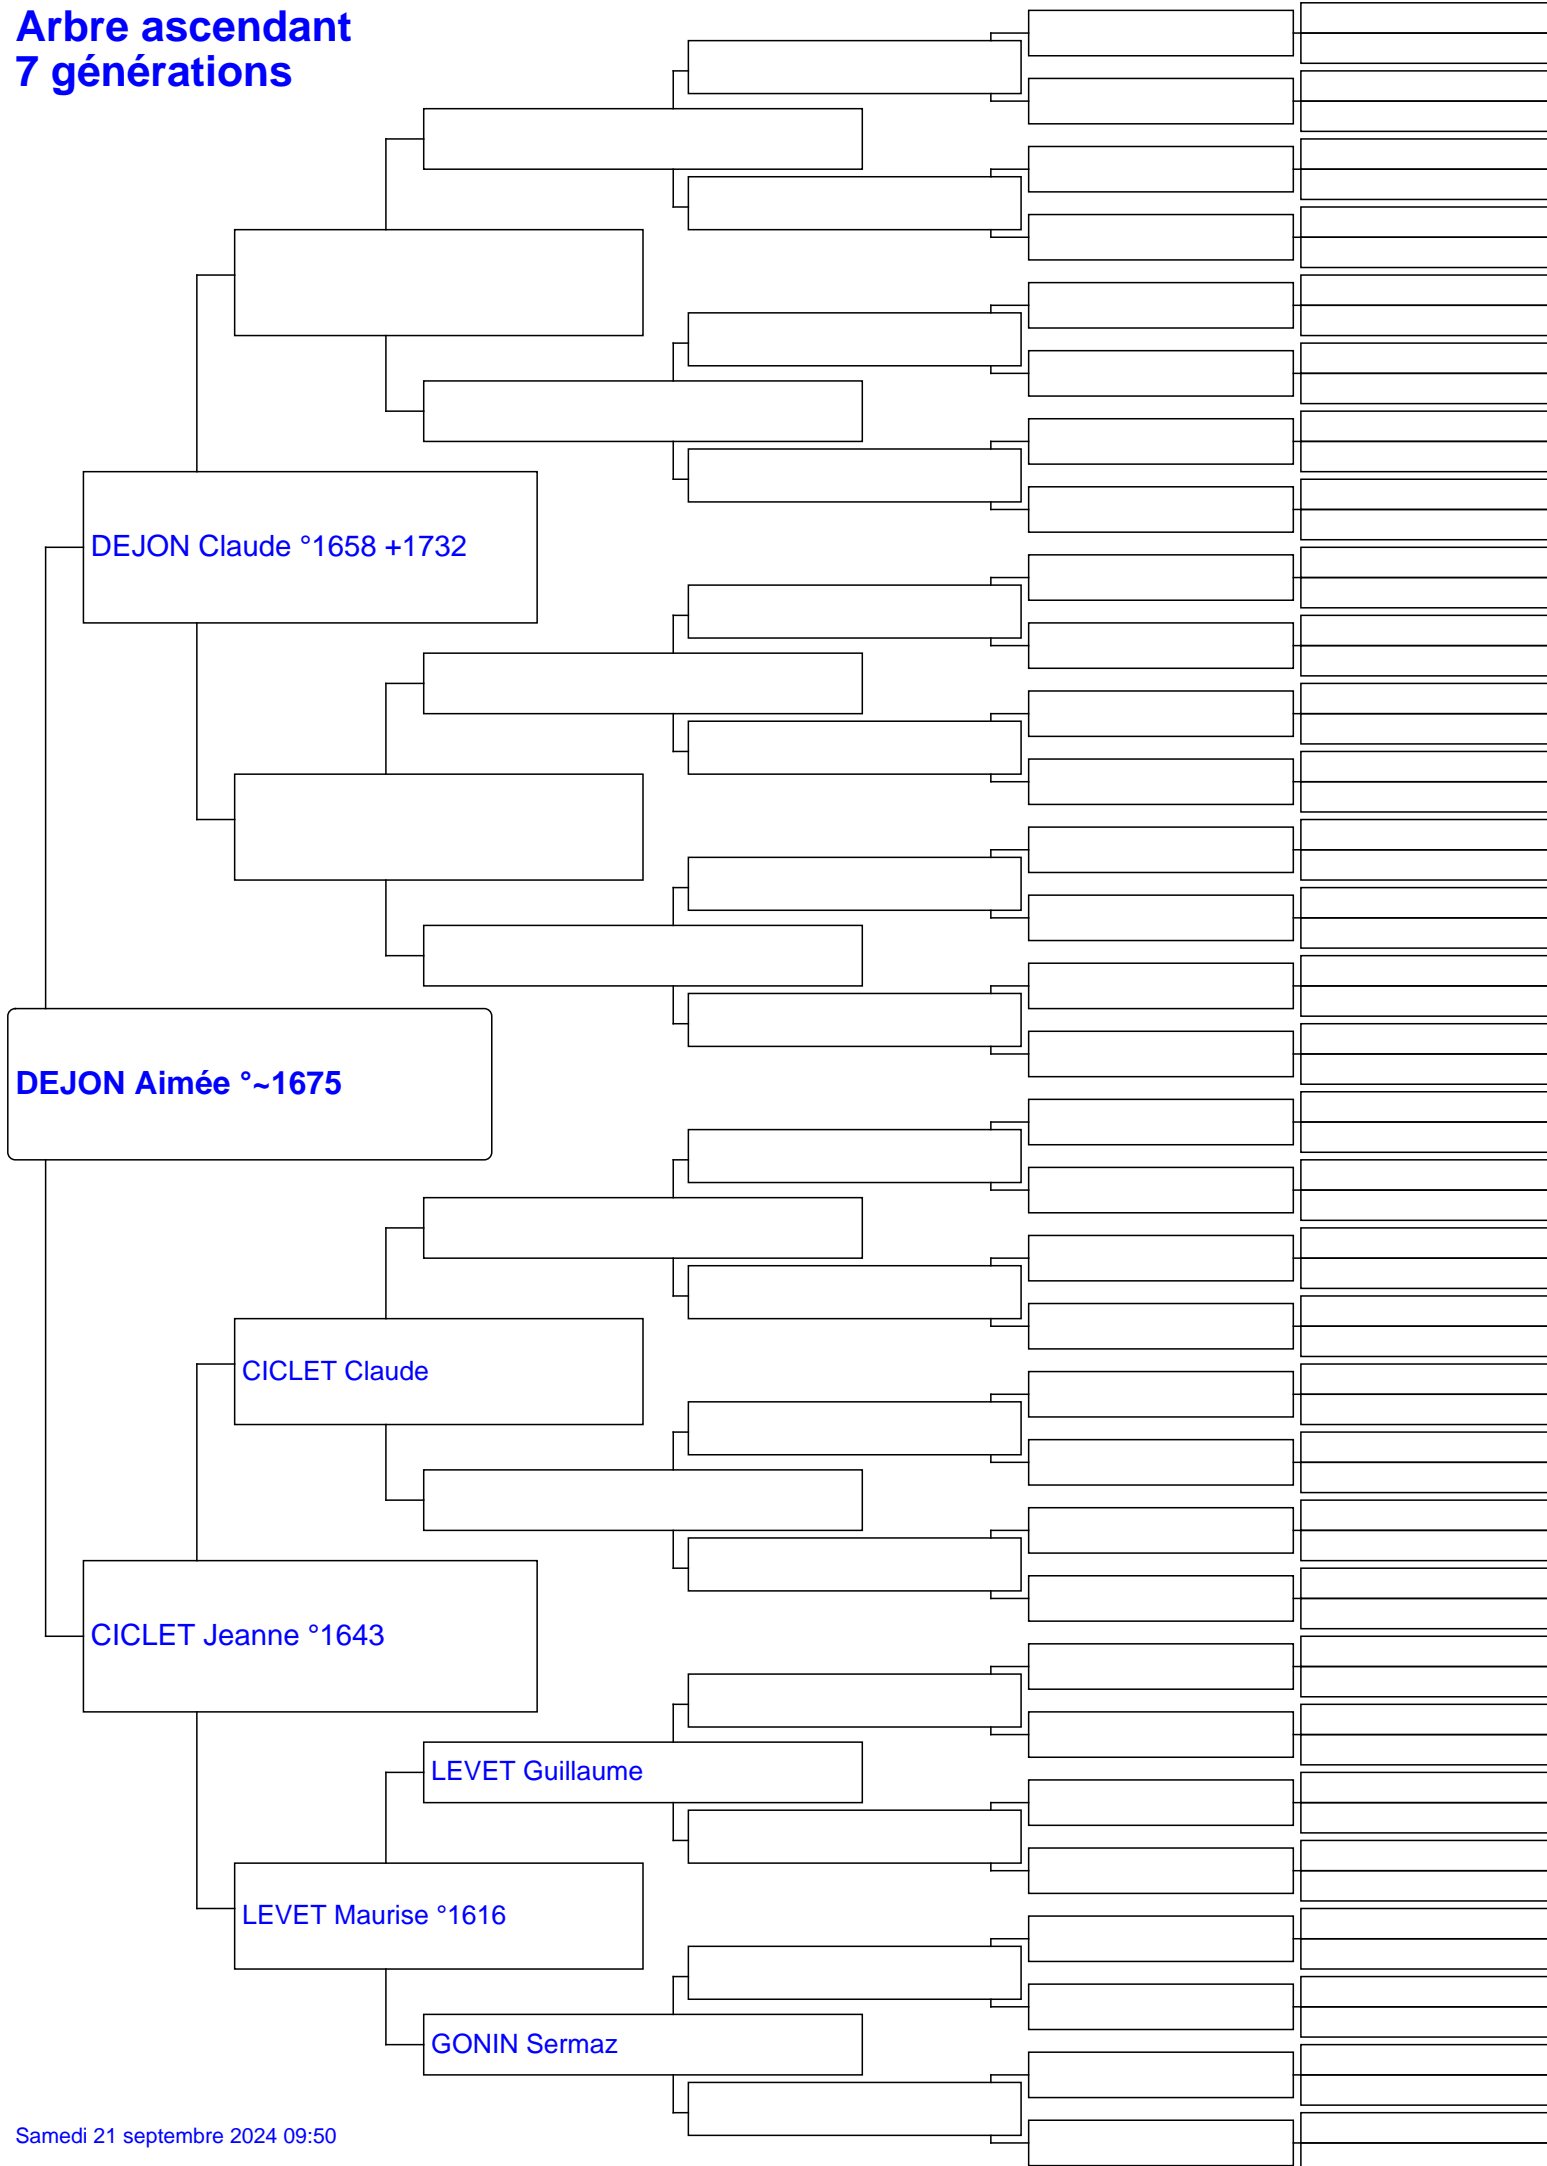 Arbre ascendant
7 générations
DEJON Claude °1658 +1732
DEJON Aimée °~1675
CICLET Claude
CICLET Jeanne °1643
LEVET Guillaume
LEVET Maurise °1616
GONIN Sermaz
Samedi 21 septembre 2024 09:50